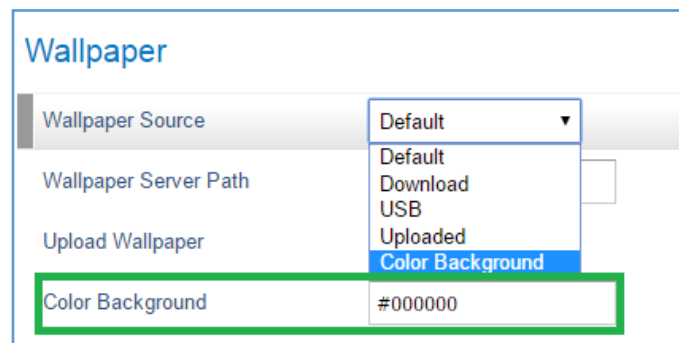 Wallpaper
Wallpaper Source Default
Default
Wallpaper Server Path Download
USB
Upload Wallpaper Uploaded
Color Background
Color Background #000000